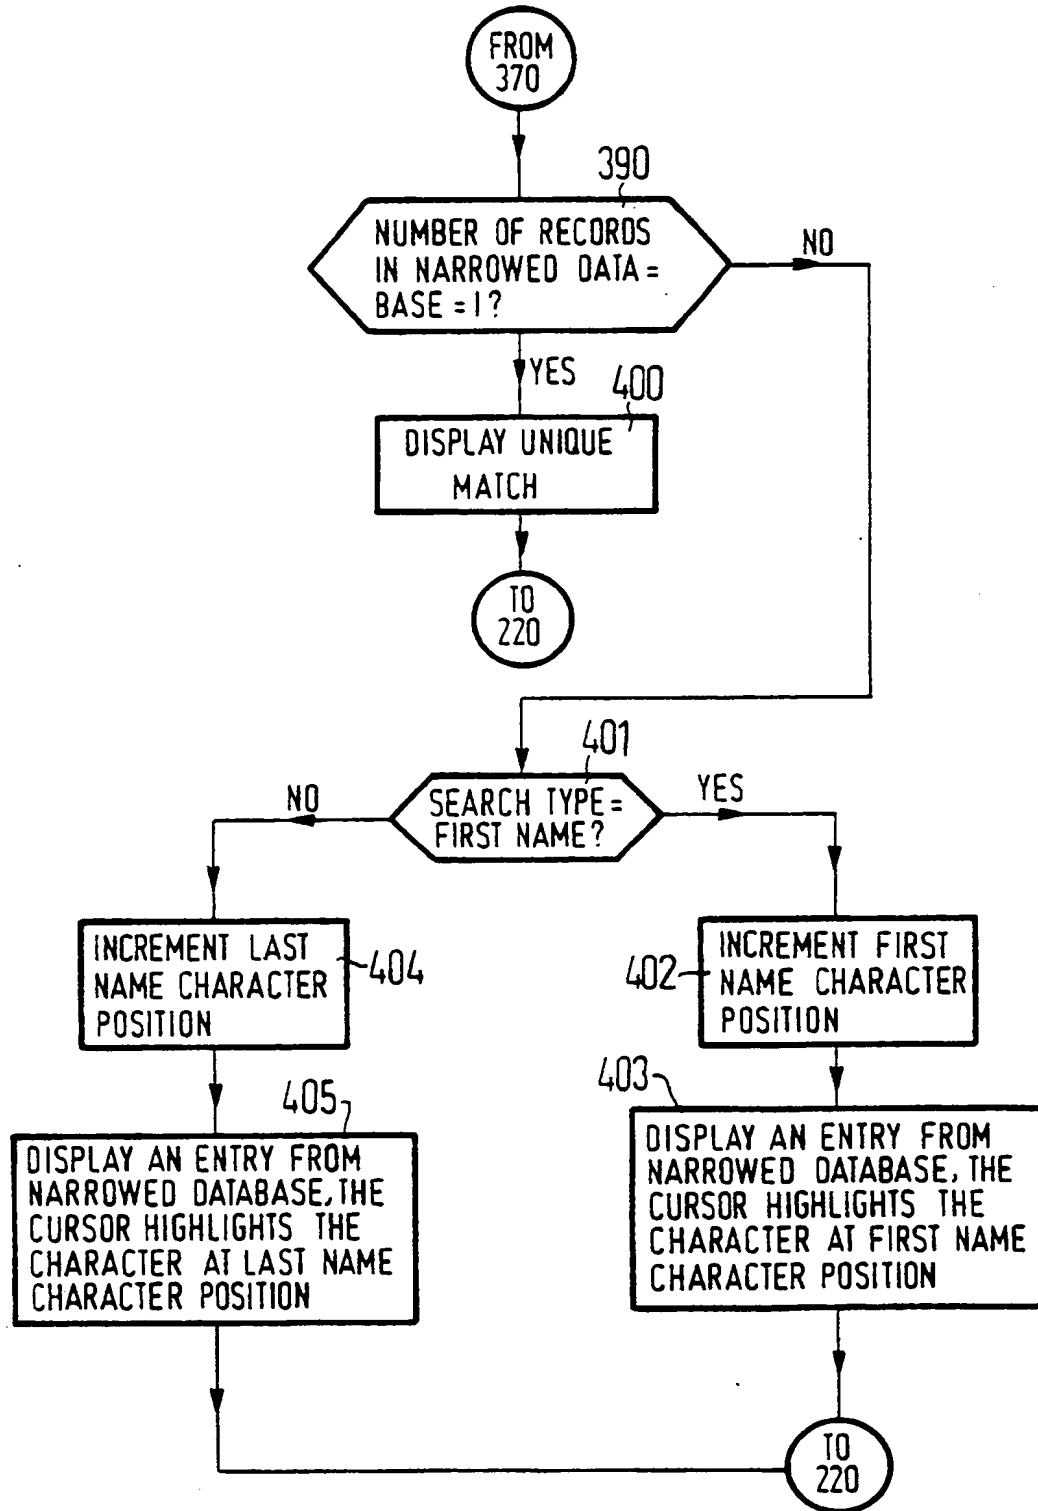 FROM
370
390
NUMBER OF RECORDS
IN NARROWED DATA=
BASE = 1?
NO
YES
400
DISPLAY UNIQUE
MATCH
TO
220
401
SEARCH TYPE=
FIRST NAME?
NO
YES
INCREMENT LAST
NAME CHARACTER
POSITION
404
INCREMENT FIRST
NAME CHARACTER
POSITION
402
405
DISPLAY AN ENTRY FROM
NARROWED DATABASE, THE
CURSOR HIGHLIGHTS THE
CHARACTER AT LAST NAME
CHARACTER POSITION
403
DISPLAY AN ENTRY FROM
NARROWED DATABASE, THE
CURSOR HIGHLIGHTS THE
CHARACTER AT FIRST NAME
CHARACTER POSITION
TO
220